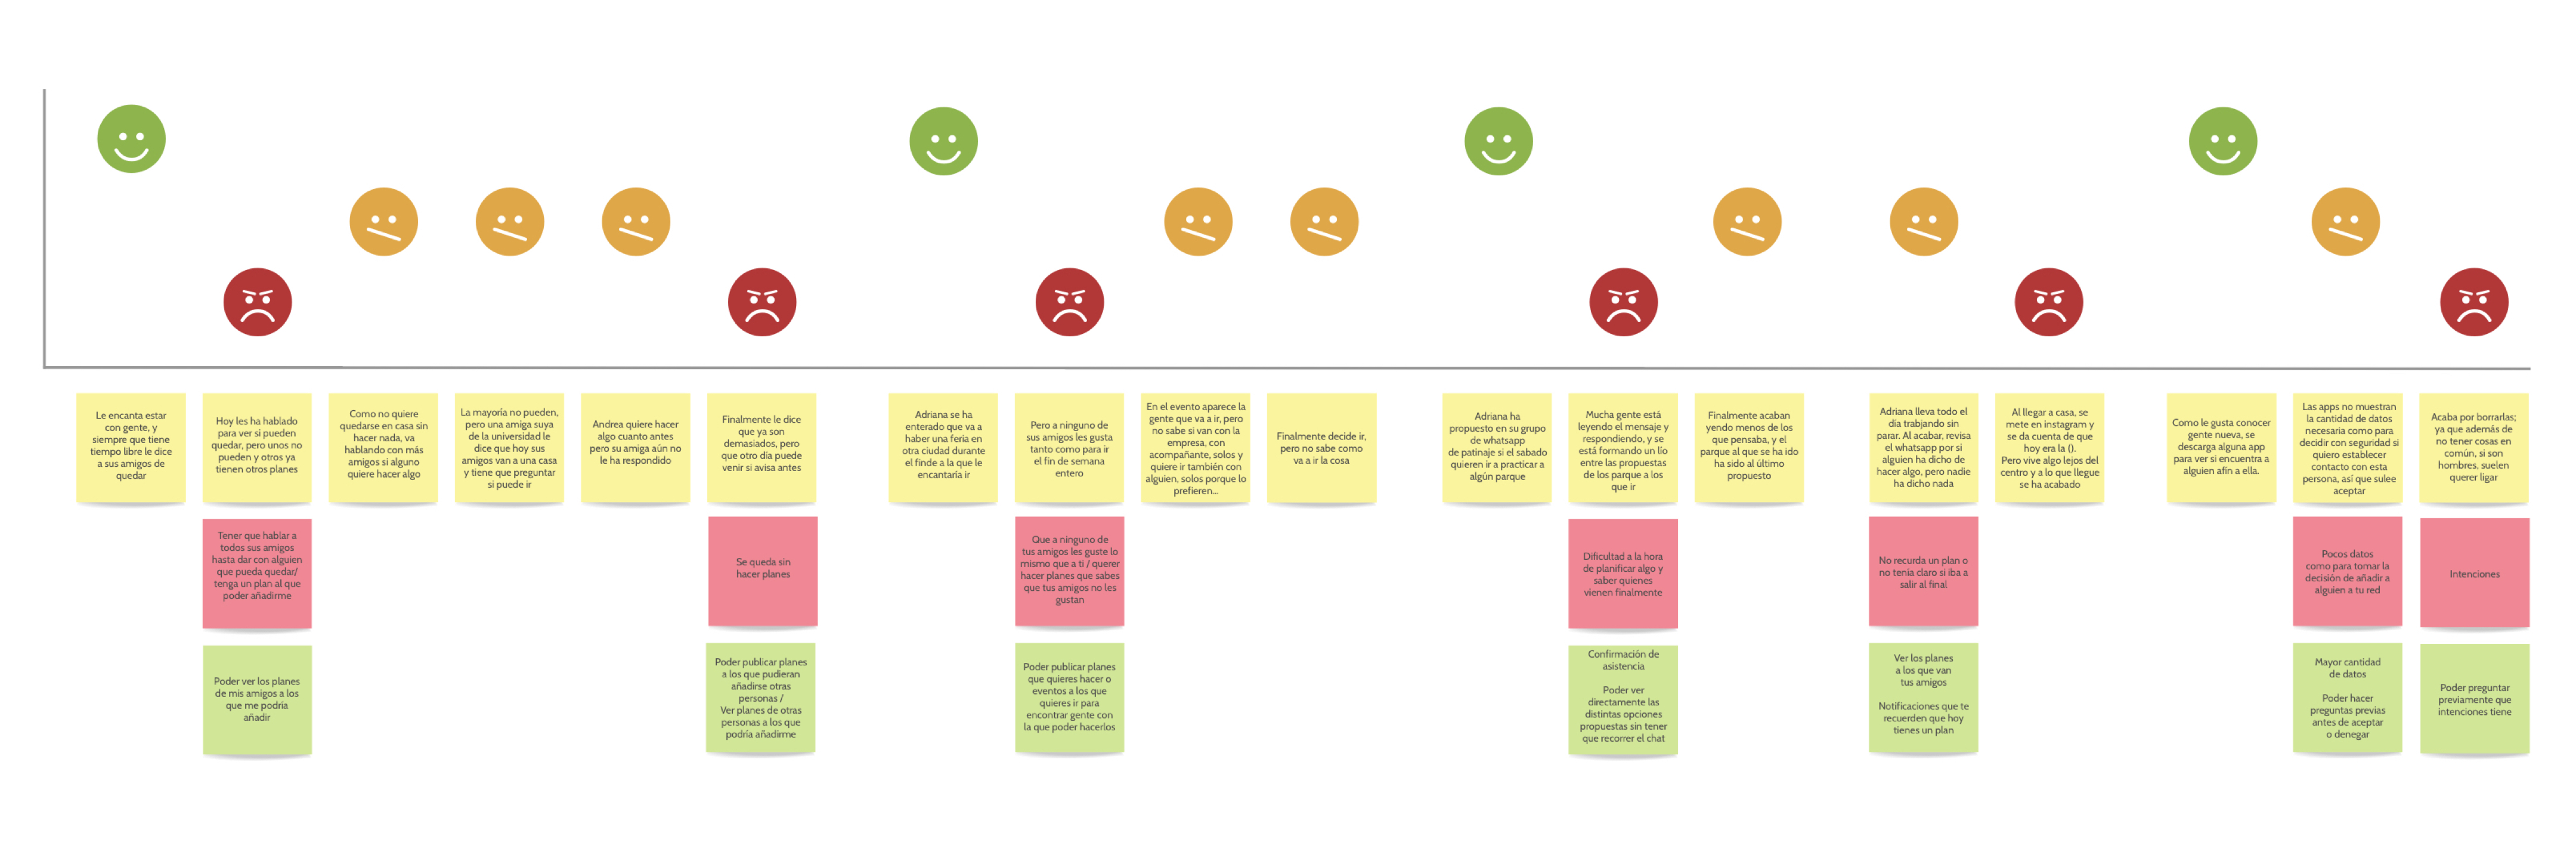 Le encanta estar
con gente, y
siempre que tiene
tiempo libre le dice
a sus amigos de
quedar
Hoy les ha hablado
para ver si pueden
quedar, pero unos no
pueden y otros ya
tienen otros planes
Como no quiere
quedarse en casa sin
hacer nada, va
hablando con más
amigos si alguno
quiere hacer algo
La mayoría no pueden,
pero una amiga suya
de la universidad le
dice que hoy sus
amigos van a una casa
y tiene que preguntar
si puede ir
Andrea quiere hacer
algo cuanto antes
pero su amiga aún no
le ha respondido
Finalmente le dice
que ya son
demasiados, pero
que otro día puede
venir si avisa antes
Adriana se ha
enterado que va a
haber una feria en
otra ciudad durante
el finde a la que le
encantaría ir
Pero a ninguno de
sus amigos les gusta
tanto como para ir
el fin de semana
entero
En el evento aparece la
gente que va a ir, pero
no sabe si van con la
empresa, con
acompañante, solos y
quiere ir también con
alguien, solos porque lo
prefieren...
Finalmente decide ir,
pero no sabe como
va a ir la cosa
Adriana ha
propuesto en su grupo
de whatsapp
de patinaje si el sabado
quieren ir a practicar a
algún parque
Mucha gente está
leyendo el mensaje y
respondiendo, y se
está formando un lío
entre las propuestas
de los parque a los
que ir
Finalmente acaban
yendo menos de los
que pensaba, y el
parque al que se ha ido
ha sido al último
propuesto
Adriana lleva todo el
día trabjando sin
parar. Al acabar, revisa
el whatsapp por si
alguien ha dicho de
hacer algo, pero nadie
ha dicho nada
Al llegar a casa, se
mete en instagram y
se da cuenta de que
hoy era la ().
Pero vive algo lejos del
centro y a lo que llegue
se ha acabado
Como le gusta conocer
gente nueva, se
descarga alguna app
para ver si encuentra a
alguien afín a ella.
Las apps no muestran
la cantidad de datos
necesaria como para
decidir con seguridad si
quiero establecer
contacto con esta
persona, así que sulee
aceptar
Acaba por borrarlas;
ya que además de
no tener cosas en
común, si son
hombres, suelen
querer ligar
Tener que hablar a
todos sus amigos
hasta dar con alguien
que pueda quedar/
tenga un plan al que
poder añadirme
Se queda sin
hacer planes
Que a ninguno de
tus amigos les guste lo
mismo que a ti / querer
hacer planes que sabes
que tus amigos no les
gustan
Dificultad a la hora
de planificar algo y
saber quienes
vienen finalmente
No recurda un plan o
no tenía claro si iba a
salir al final
Pocos datos
como para tomar la
decisión de añadir a
alguien a tu red
Intenciones
Poder ver los planes
de mis amigos a los
que me podría
añadir
Poder publicar planes
a los que pudieran
añadirse otras
personas /
Ver planes de otras
personas a los que
podría añadirme
Poder publicar planes
que quieres hacer o
eventos a los que
quieres ir para
encontrar gente con
la que poder hacerlos
Confirmación de
asistencia
Poder ver
directamente las
distintas opciones
propuestas sin tener
que recorrer el chat
Ver los planes
a los que van
tus amigos
Notificaciones que te
recuerden que hoy
tienes un plan
Mayor cantidad
de datos
Poder hacer
preguntas previas
antes de aceptar
o denegar
Poder preguntar
previamente que
intenciones tiene